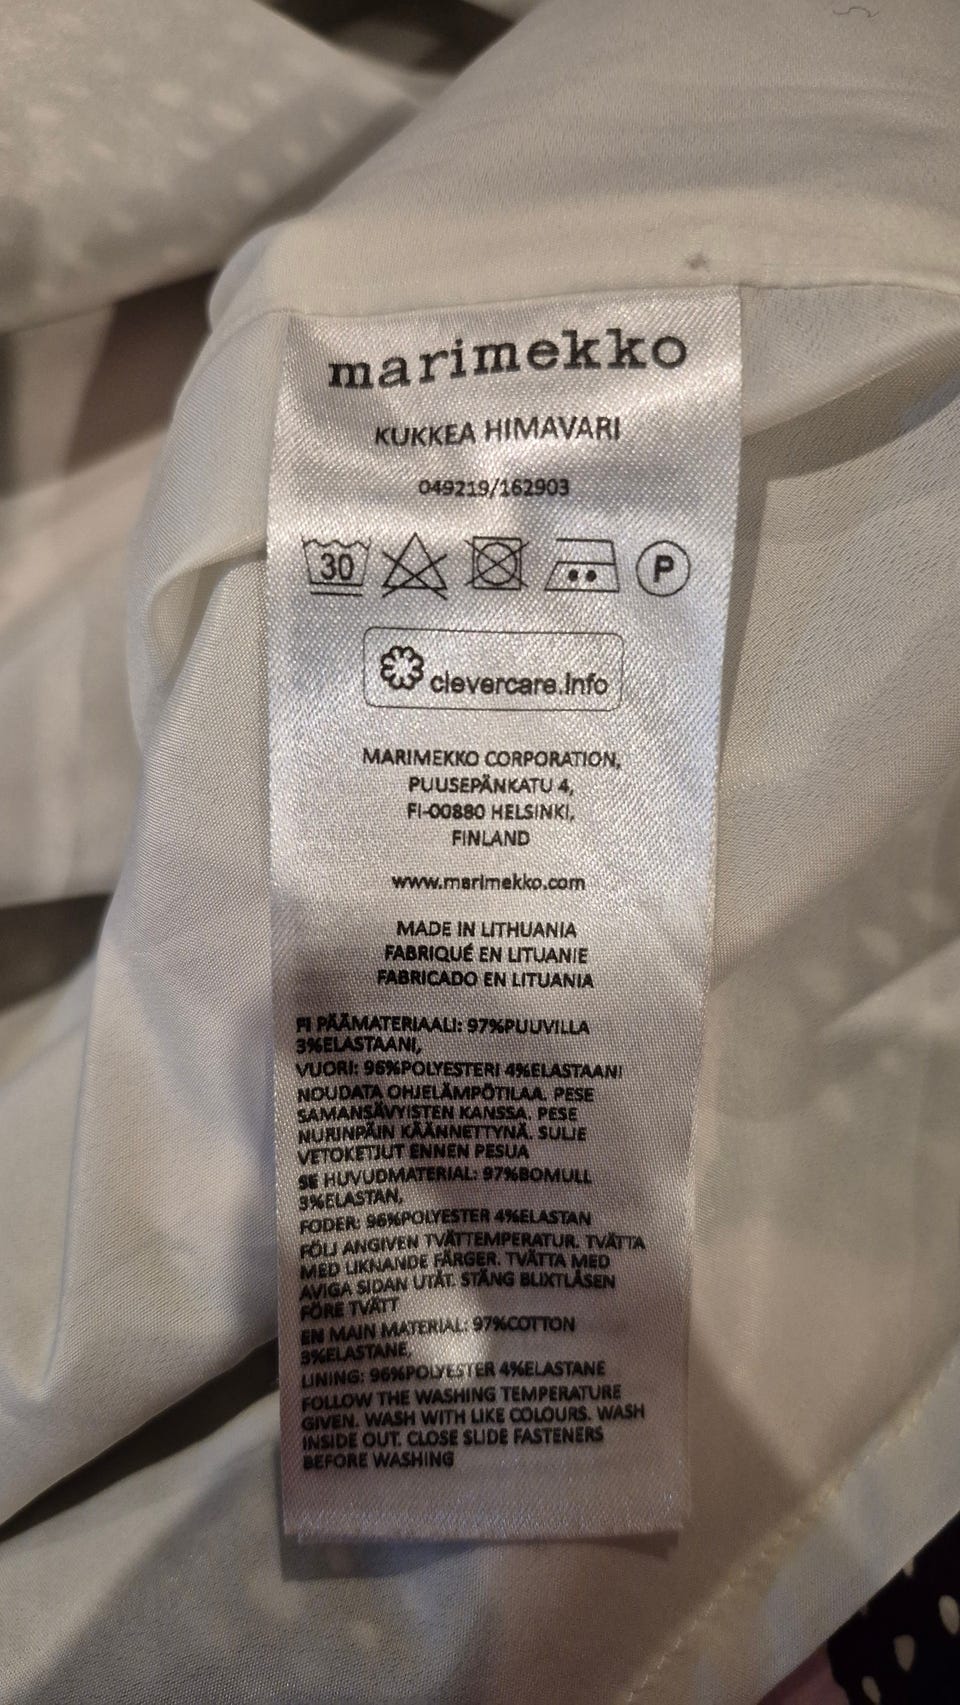 marimekko
KUKKEA HIMAVARI
049219/162903
30 P
clevercare.info
MARIMEKKO CORPORATION,
PUUSEPÄNKATU 4,
FI-00880 HELSINKI,
FINLAND
www.marimekko.com
MADE IN LITHUANIA
FABRIQUÉ EN LITUANIE
FABRICADO EN LITUANIA
FI PÄÄMATERIAALI: 97%PUUVILLA
3%ELASTAANI,
VUORI: 96%POLYESTERI 4%ELASTAANI
NOUDATA OHJELÄMPÖTILAA. PESE
SAMANSÄVYISTEN KANSSA. PESE
NURINPÄIN KÄÄNNETTYNÄ. SULJE
VETOKETJUT ENNEN PESUA
SE HUVUDMATERIAL: 97%BOMULL
3%ELASTAN,
FODER: 96%POLYESTER 4%ELASTAN
FÖLJ ANGIVEN TVÄTTEMPERATUR. TVÄTTA
MED LIKNANDE FÄRGER. TVÄTTA MED
AVIGA SIDAN UTÅT. STÄNG BLIXTLÅSEN
FÖRE TVÄTT
EN MAIN MATERIAL: 97%COTTON
3%ELASTANE,
LINING: 96%POLYESTER 4%ELASTANE
FOLLOW THE WASHING TEMPERATURE
GIVEN. WASH WITH LIKE COLOURS. WASH
INSIDE OUT. CLOSE SLIDE FASTENERS
BEFORE WASHING